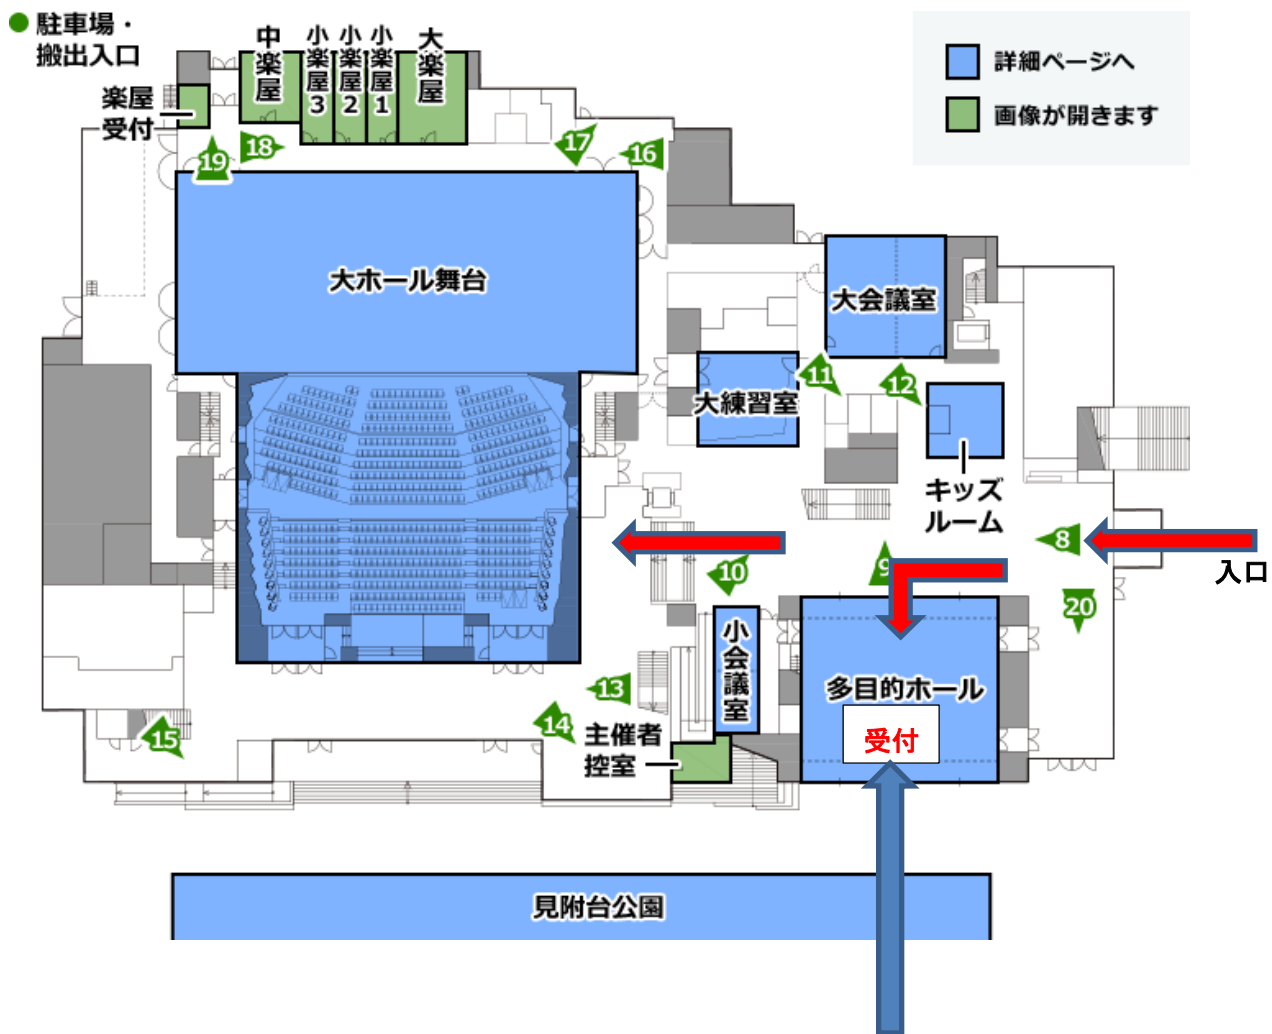 駐車場・
搬出入口
楽屋
受付
中楽屋
小楽屋3
小楽屋2
小楽屋1
大楽屋
詳細ページへ
画像が開きます
19
18
17
16
大ホール舞台
大会議室
11
12
大練習室
キッズ
ルーム
8
入口
10
9
20
小会議室
多目的ホール
受付
13
14
15
主催者
控室
見附台公園